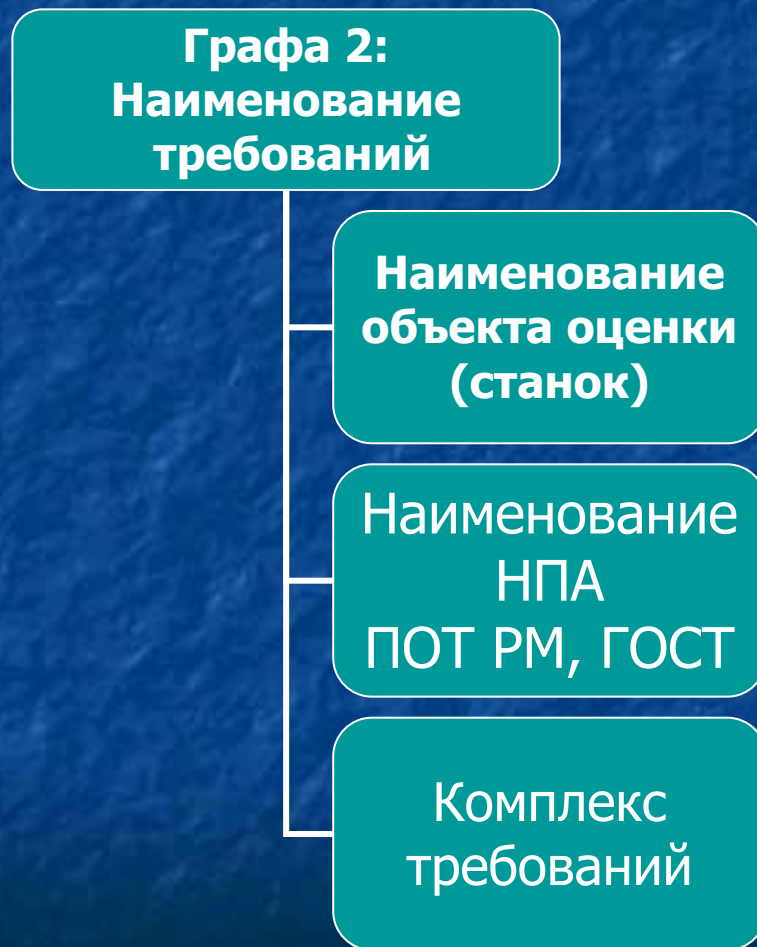 Графа 2:
Наименование
требований
Наименование
объекта оценки
(станок)
Наименование
НПА
ПОТ РМ, ГОСТ
Комплекс
требований